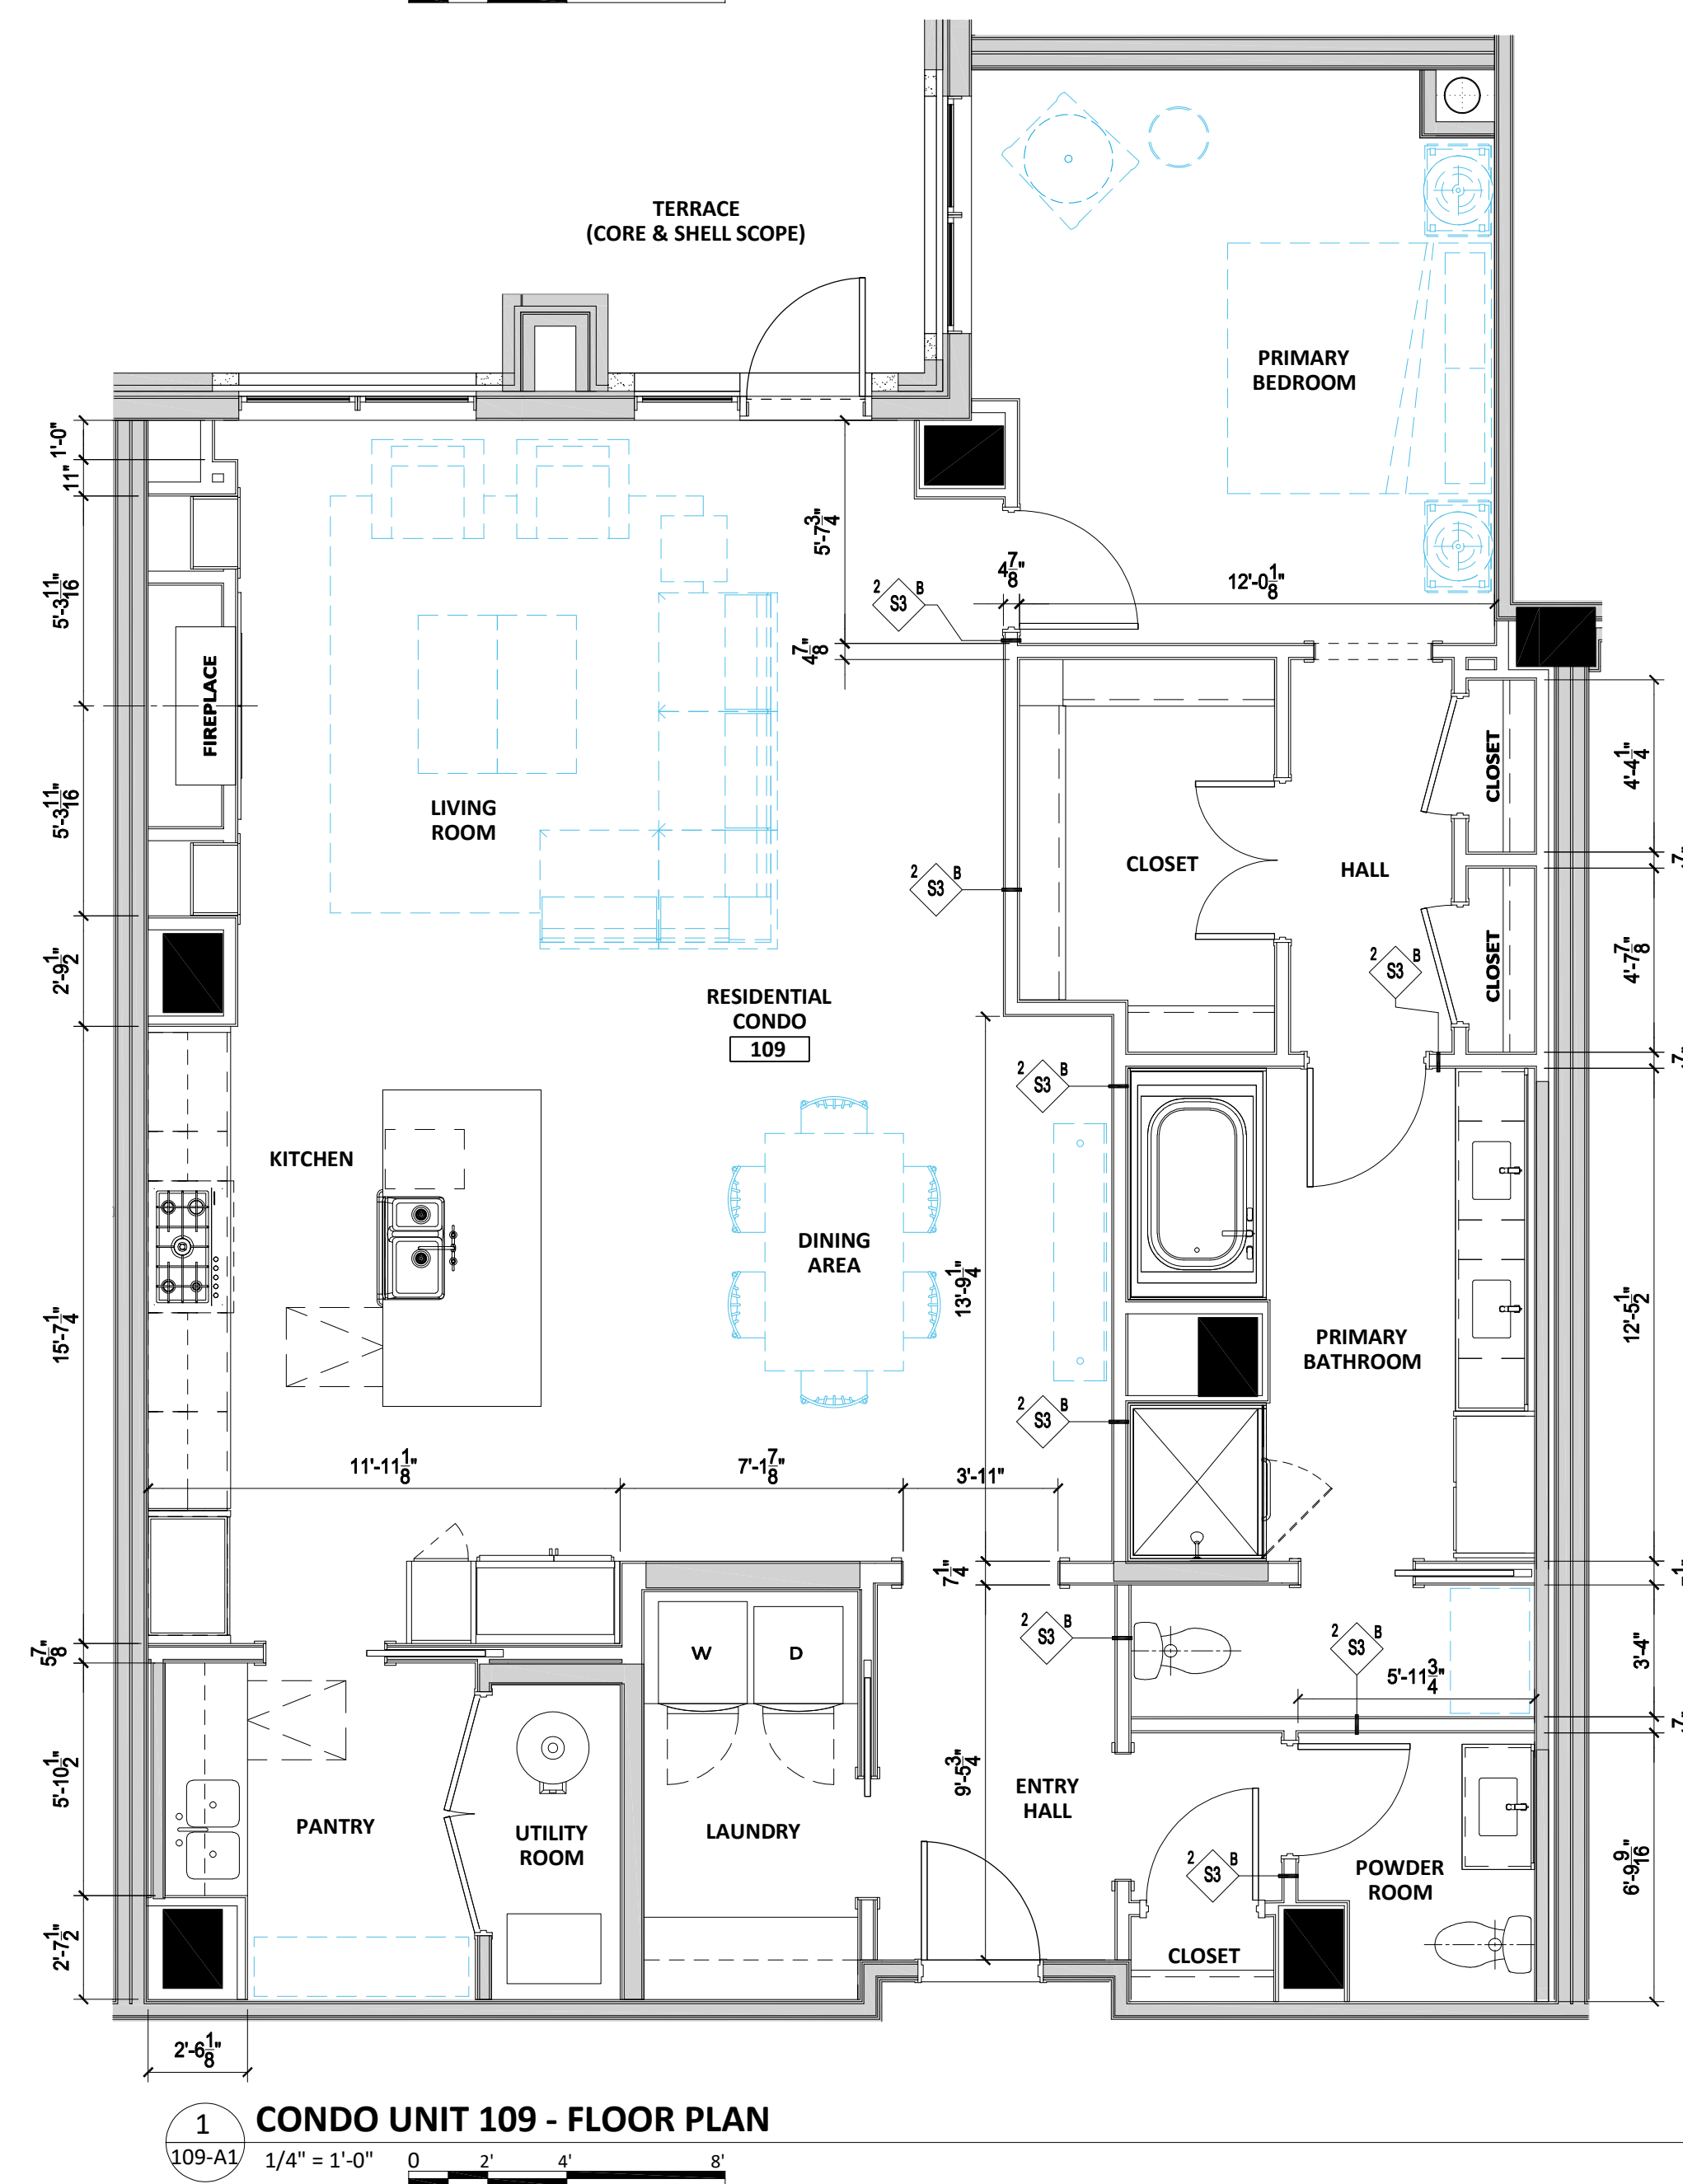 TERRACE
(CORE & SHELL SCOPE)
PRIMARY
BEDROOM
1'-0"
11"
5'-7 3/4"
4 7/8"
12'-0 1/8"
2 S3 B
5'-3 11/16"
4 7/8"
FIREPLACE
CLOSET
4'-4 1/4"
LIVING
ROOM
5'-3 11/16"
CLOSET
HALL
2 S3 B
2'-9 1/2"
2 S3 B
CLOSET
4'-7 7/8"
RESIDENTIAL
CONDO
109
2 S3 B
KITCHEN
DINING
AREA
13'-9 1/4"
15'-7 1/4"
12'-5 1/2"
PRIMARY
BATHROOM
2 S3 B
11'-11 1/8"
7'-1 7/8"
3'-11"
7 1/4"
5 7/8"
W
D
2 S3 B
2 S3 B
3'-4"
5'-11 3/4"
5'-10 1/2"
9'-5 3/4"
ENTRY
HALL
PANTRY
UTILITY
ROOM
LAUNDRY
2 S3 B
POWDER
ROOM
6'-9 9/16"
2'-7 1/2"
CLOSET
2'-6 1/8"
1
109-A1
CONDO UNIT 109 - FLOOR PLAN
1/4" = 1'-0"
0 2' 4' 8'